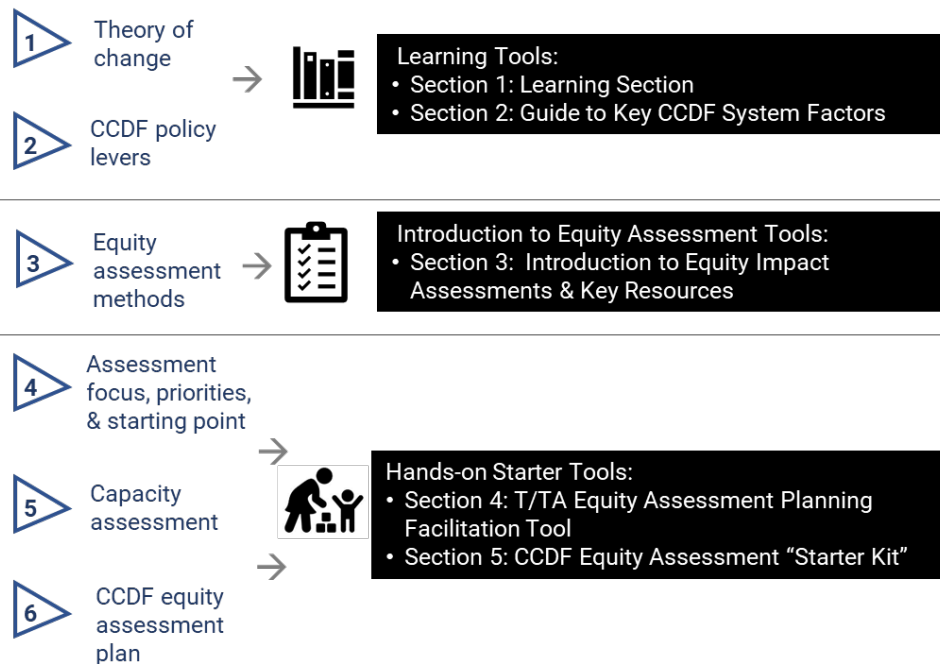 1
Theory of
change
2
CCDF policy
levers
Learning Tools:
• Section 1: Learning Section
• Section 2: Guide to Key CCDF System Factors
3
Equity
assessment
methods
Introduction to Equity Assessment Tools:
• Section 3:  Introduction to Equity Impact
Assessments & Key Resources
4
Assessment
focus, priorities,
& starting point
5
Capacity
assessment
6
CCDF equity
assessment
plan
Hands-on Starter Tools:
• Section 4: T/TA Equity Assessment Planning
Facilitation Tool
• Section 5: CCDF Equity Assessment “Starter Kit”